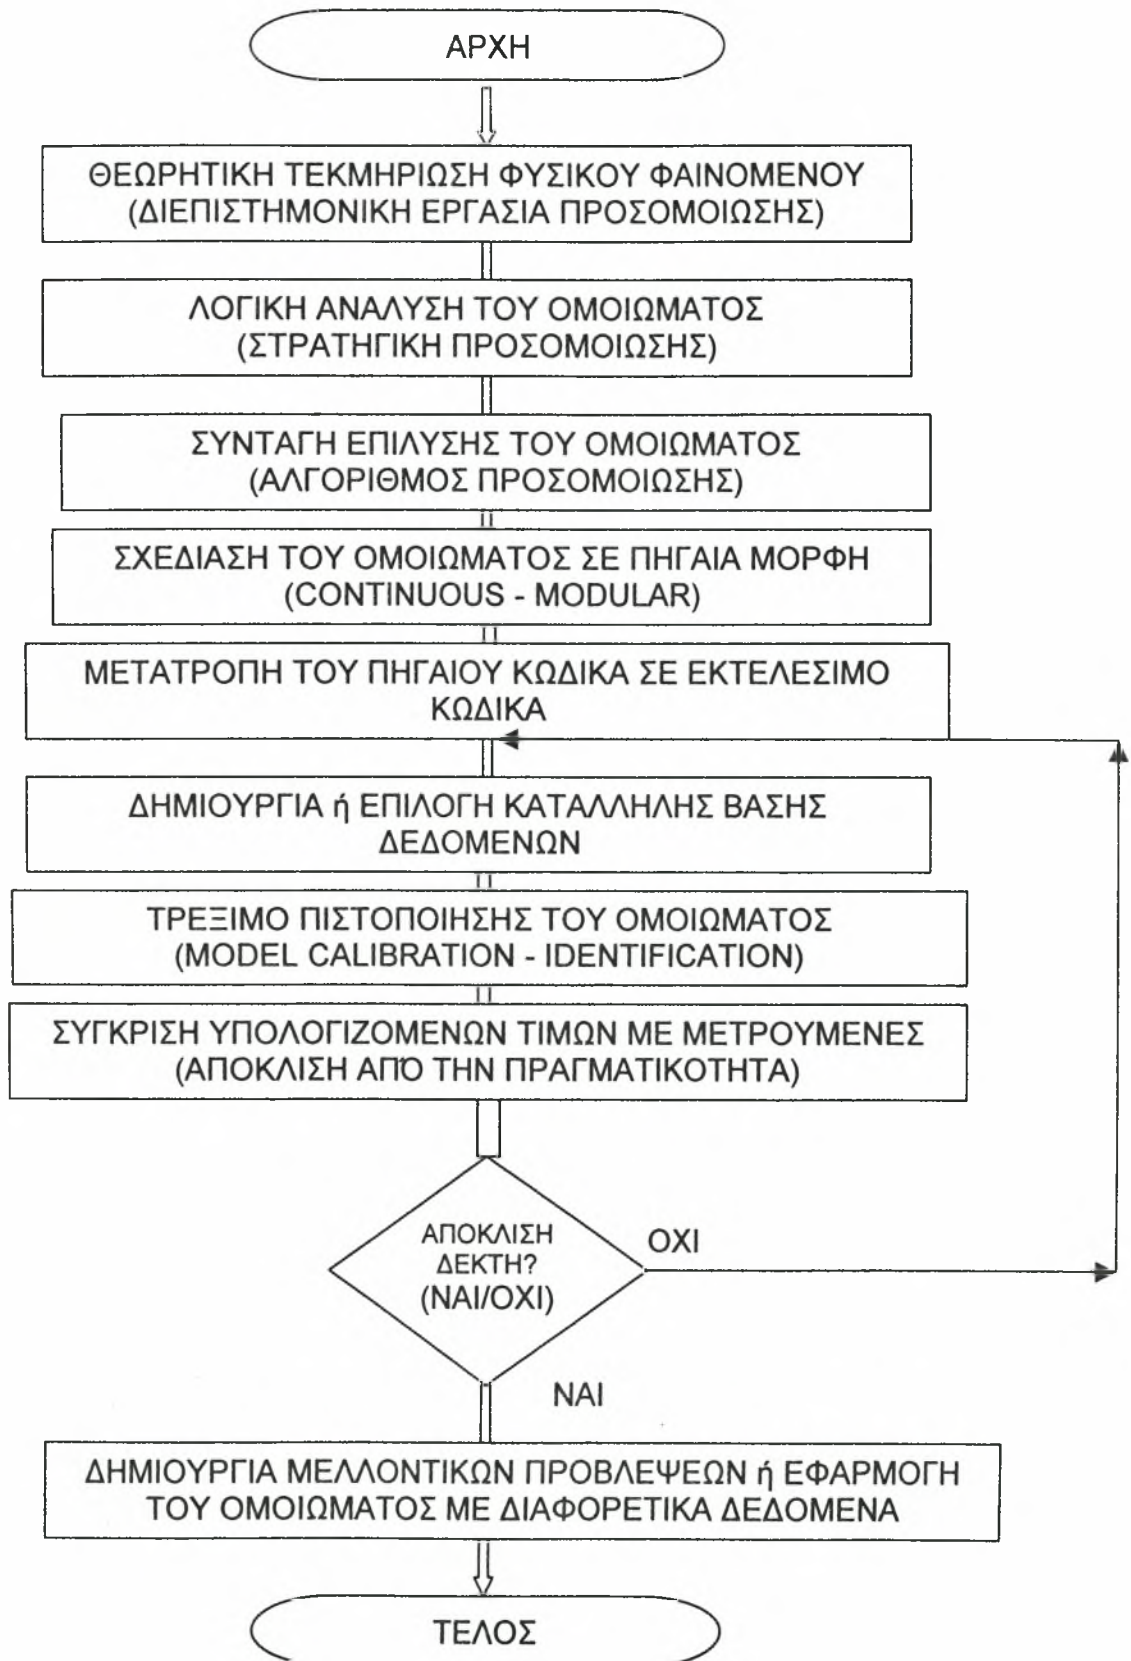 ΑΡΧΗ
ΘΕΩΡΗΤΙΚΗ ΤΕΚΜΗΡΙΩΣΗ ΦΥΣΙΚΟΥ ΦΑΙΝΟΜΕΝΟΥ
(ΔΙΕΠΙΣΤΗΜΟΝΙΚΗ ΕΡΓΑΣΙΑ ΠΡΟΣΟΜΟΙΩΣΗΣ)
ΛΟΓΙΚΗ ΑΝΑΛΥΣΗ ΤΟΥ ΟΜΟΙΩΜΑΤΟΣ
(ΣΤΡΑΤΗΓΙΚΗ ΠΡΟΣΟΜΟΙΩΣΗΣ)
ΣΥΝΤΑΓΗ ΕΠΙΛΥΣΗΣ ΤΟΥ ΟΜΟΙΩΜΑΤΟΣ
(ΑΛΓΟΡΙΘΜΟΣ ΠΡΟΣΟΜΟΙΩΣΗΣ)
ΣΧΕΔΙΑΣΗ ΤΟΥ ΟΜΟΙΩΜΑΤΟΣ ΣΕ ΠΗΓΑΙΑ ΜΟΡΦΗ
(CONTINUOUS - MODULAR)
ΜΕΤΑΤΡΟΠΗ ΤΟΥ ΠΗΓΑΙΟΥ ΚΩΔΙΚΑ ΣΕ ΕΚΤΕΛΕΣΙΜΟ
ΚΩΔΙΚΑ
ΔΗΜΙΟΥΡΓΙΑ ή ΕΠΙΛΟΓΗ ΚΑΤΑΛΛΗΛΗΣ ΒΑΣΗΣ
ΔΕΔΟΜΕΝΩΝ
ΤΡΕΞΙΜΟ ΠΙΣΤΟΠΟΙΗΣΗΣ ΤΟΥ ΟΜΟΙΩΜΑΤΟΣ
(MODEL CALIBRATION - IDENTIFICATION)
ΣΥΓΚΡΙΣΗ ΥΠΟΛΟΓΙΖΟΜΕΝΩΝ ΤΙΜΩΝ ΜΕ ΜΕΤΡΟΥΜΕΝΕΣ
(ΑΠΟΚΛΙΣΗ ΑΠΌ ΤΗΝ ΠΡΑΓΜΑΤΙΚΟΤΗΤΑ)
ΑΠΟΚΛΙΣΗ
ΔΕΚΤΗ?
(ΝΑΙ/ΟΧΙ)
ΟΧΙ
ΝΑΙ
ΔΗΜΙΟΥΡΓΙΑ ΜΕΛΛΟΝΤΙΚΩΝ ΠΡΟΒΛΕΨΕΩΝ ή ΕΦΑΡΜΟΓΗ
ΤΟΥ ΟΜΟΙΩΜΑΤΟΣ ΜΕ ΔΙΑΦΟΡΕΤΙΚΑ ΔΕΔΟΜΕΝΑ
ΤΕΛΟΣ